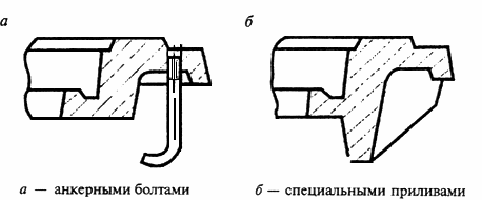 а
б
а — анкерными болтами
б — специальными приливами